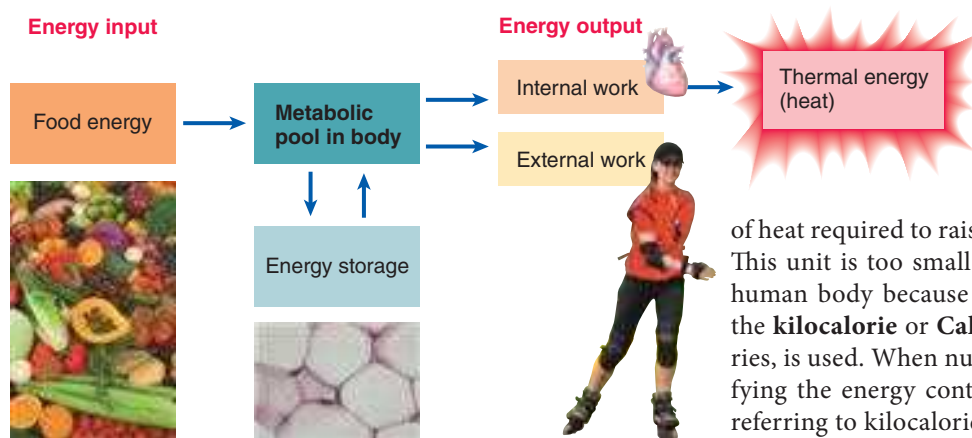 Energy input
Food energy
Metabolic
pool in body
Energy storage
Energy output
Internal work
External work
Thermal energy
(heat)
of heat required to rais
This unit is too small
human body because
the kilocalorie or Cal
ries, is used. When nu
fying the energy cont
referring to kilocalorie